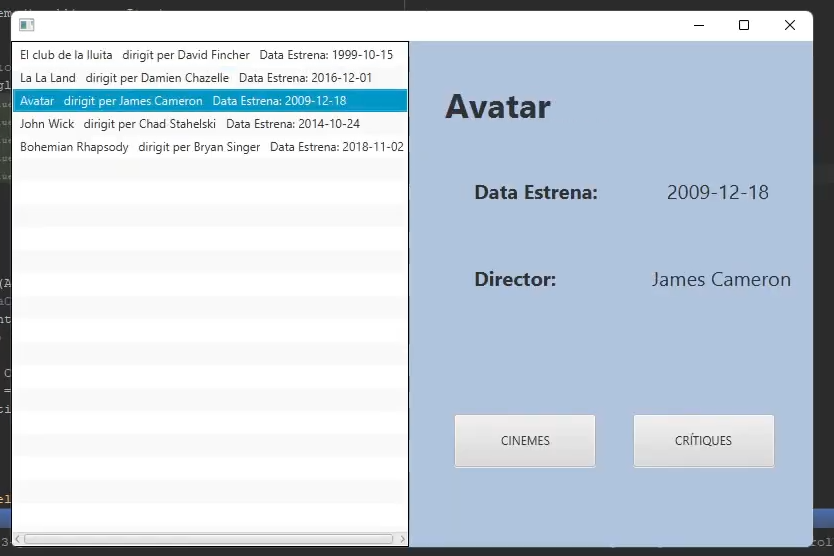 El club de la lluita   dirigit per David Fincher   Data Estrena: 1999-10-15
La La Land   dirigit per Damien Chazelle   Data Estrena: 2016-12-01
Avatar   dirigit per James Cameron   Data Estrena: 2009-12-18
John Wick   dirigit per Chad Stahelski   Data Estrena: 2014-10-24
Bohemian Rhapsody   dirigit per Bryan Singer   Data Estrena: 2018-11-02
Avatar
Data Estrena: 2009-12-18
Director: James Cameron
CINEMES CRÍTIQUES